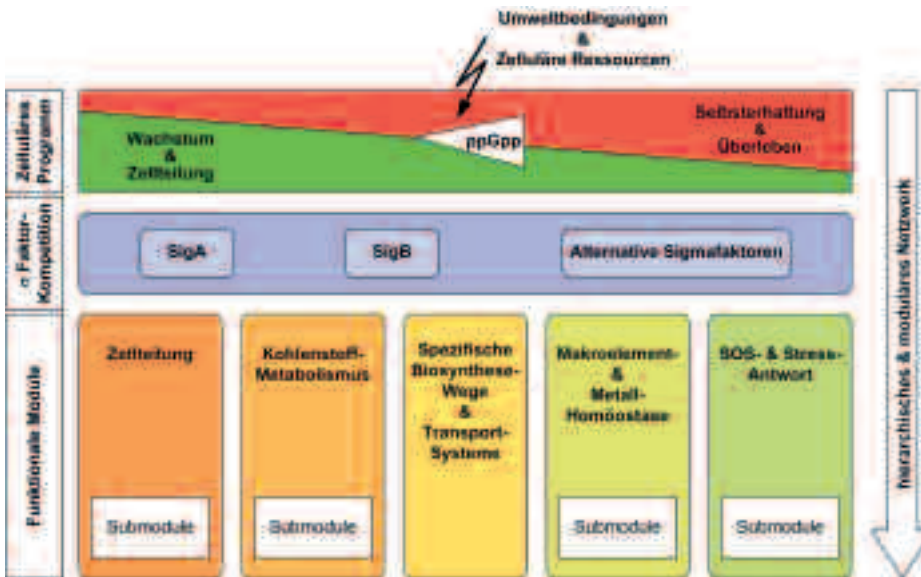 Umweltbedingungen
&
Zelluläre Ressourcen
Zelluläres
Programm
Wachstum
&
Zellteilung
ppGpp
Selbsterhaltung
&
Überleben
σ Faktor-
Kompetition
SigA
SigB
Alternative Sigmafaktoren
Funktionale Module
Zellteilung
Submodule
Kohlenstoff-
Metabolismus
Submodule
Spezifische
Biosynthese-
Wege
&
Transport-
Systeme
Makroelement-
&
Metall-
Homöostase
Submodule
SOS- & Stress-
Antwort
Submodule
hierarchisches & modulares Netzwerk